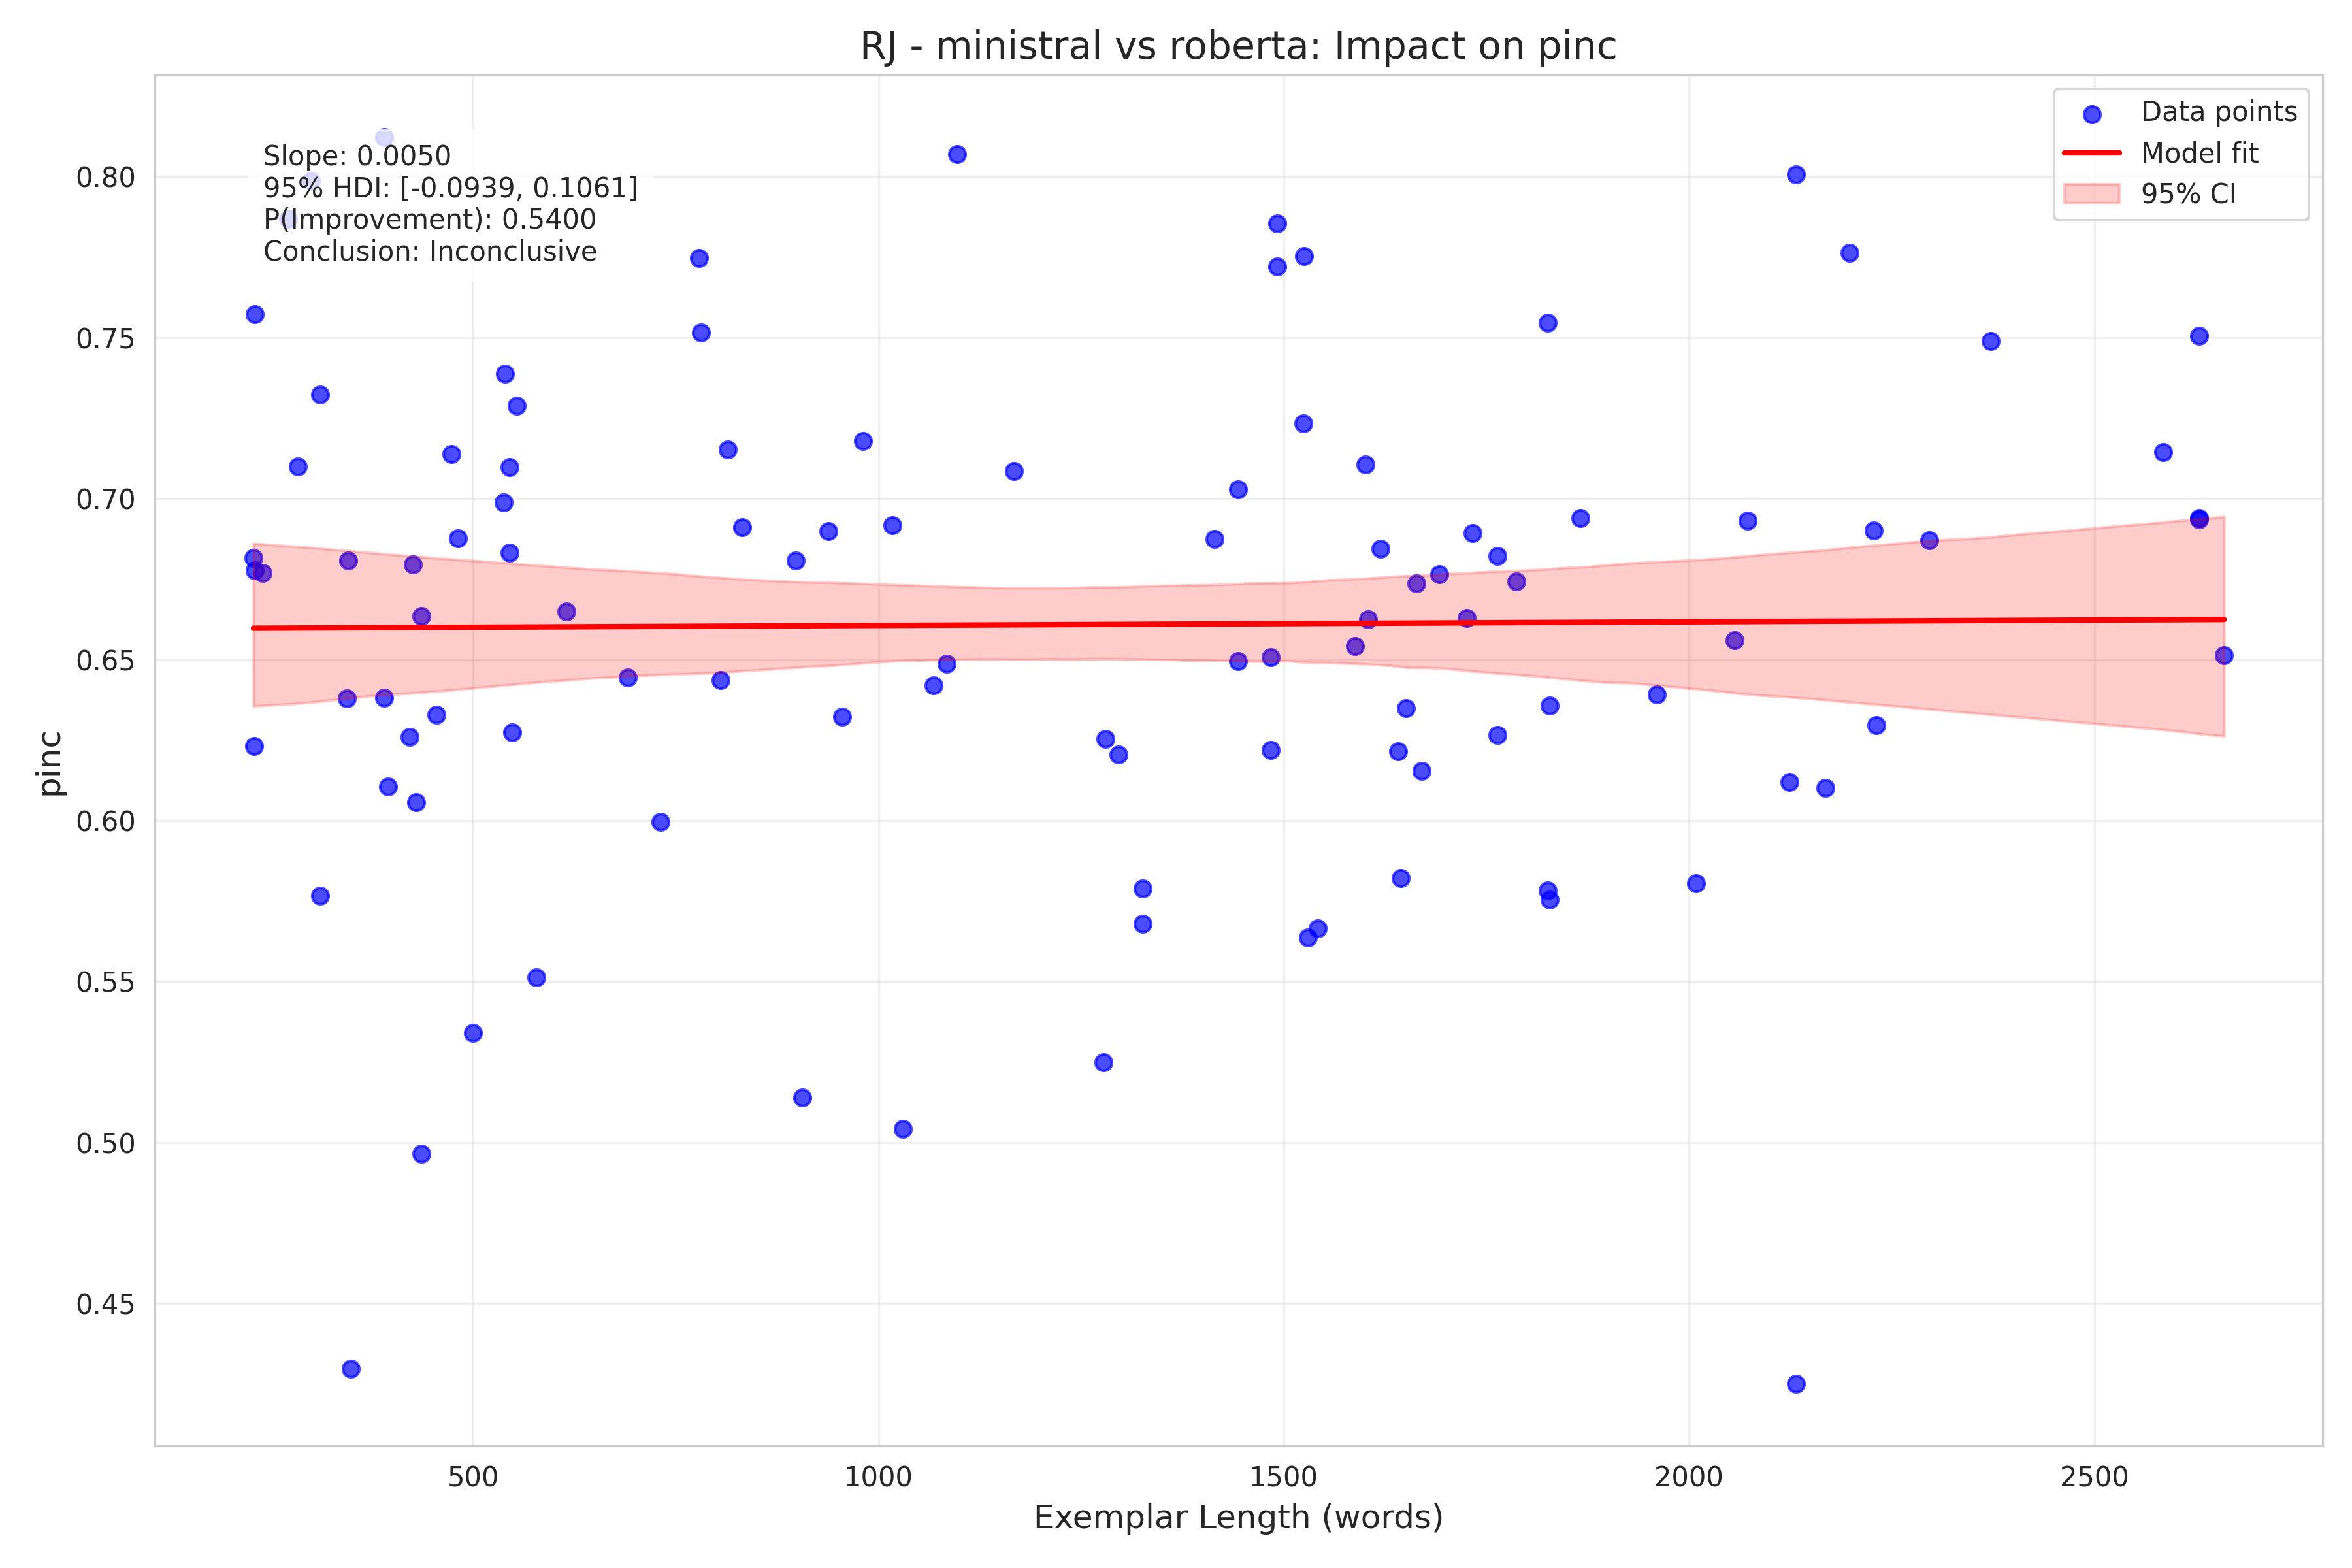 RJ - ministral vs roberta: Impact on pinc
Slope: 0.0050
95% HDI: [-0.0939, 0.1061]
P(Improvement): 0.5400
Conclusion: Inconclusive
Data points
Model fit
95% CI
0.80
0.75
0.70
0.65
0.60
0.55
0.50
0.45
pinc
500
1000
1500
2000
2500
Exemplar Length (words)